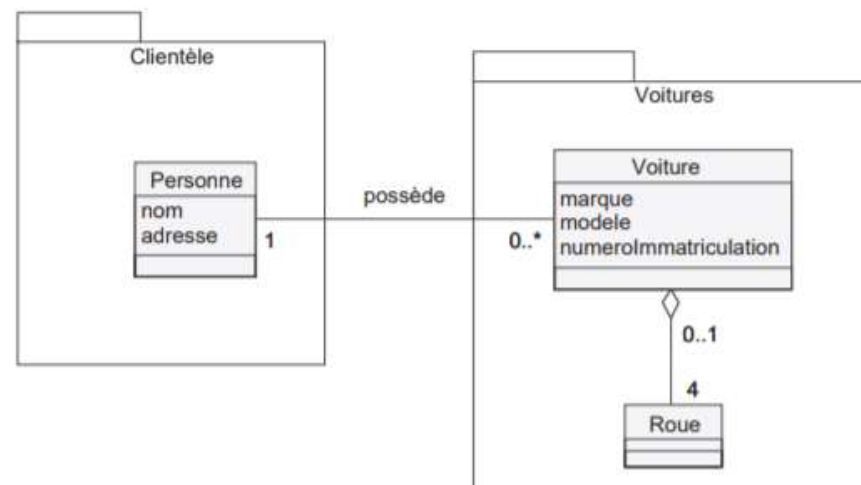 Clientèle
Voitures
Personne
nom
adresse
1
possède
0..*
Voiture
marque
modele
numeroImmatriculation
0..1
4
Roue